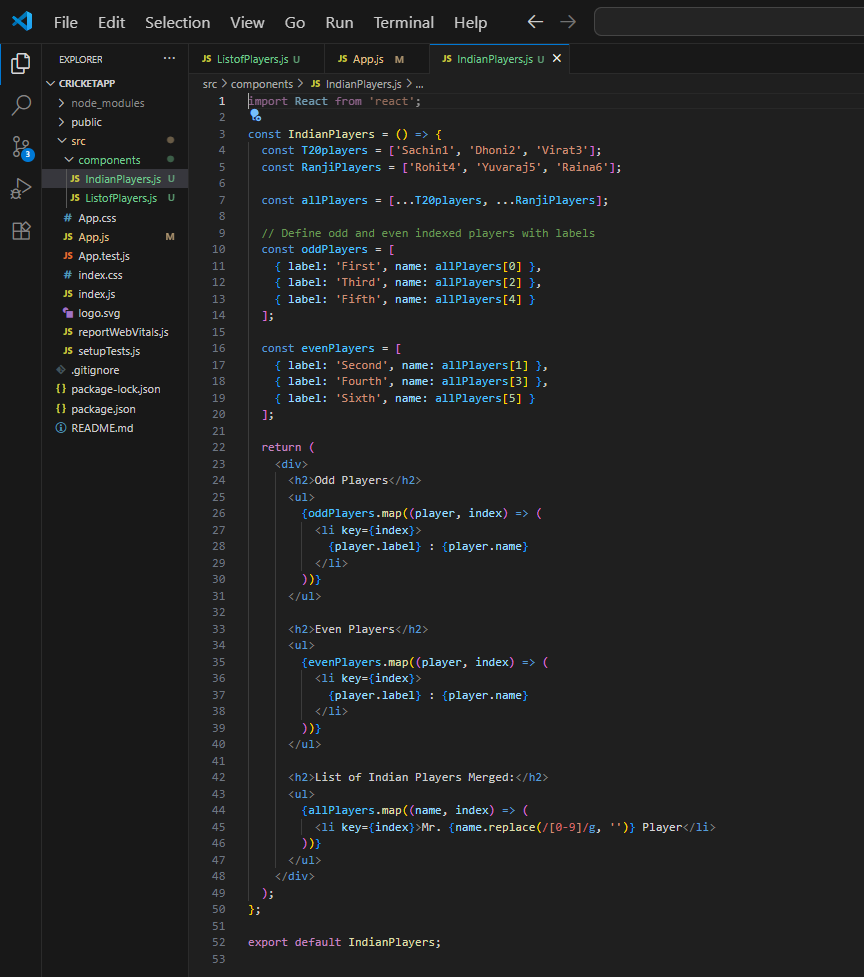 File Edit Selection View Go Run Terminal Help
EXPLORER ...
CRICKETAPP
node_modules
public
src
components
JS IndianPlayers.js U
JS ListofPlayers.js U
# App.css
JS App.js M
JS App.test.js
# index.css
JS index.js
logo.svg
JS reportWebVitals.js
JS setupTests.js
.gitignore
{} package-lock.json
{} package.json
README.md
3
JS ListofPlayers.js U JS App.js M JS IndianPlayers.js U
src > components > JS IndianPlayers.js > ...
1 import React from 'react';
2
3 const IndianPlayers = () => {
4 const T20players = ['Sachin1', 'Dhoni2', 'Virat3'];
5 const RanjiPlayers = ['Rohit4', 'Yuvaraj5', 'Raina6'];
6
7 const allPlayers = [...T20players, ...RanjiPlayers];
8
9 // Define odd and even indexed players with labels
10 const oddPlayers = [
11 { label: 'First', name: allPlayers[0] },
12 { label: 'Third', name: allPlayers[2] },
13 { label: 'Fifth', name: allPlayers[4] }
14 ];
15
16 const evenPlayers = [
17 { label: 'Second', name: allPlayers[1] },
18 { label: 'Fourth', name: allPlayers[3] },
19 { label: 'Sixth', name: allPlayers[5] }
20 ];
21
22 return (
23 <div>
24 <h2>Odd Players</h2>
25 <ul>
26 {oddPlayers.map((player, index) => (
27 <li key={index}>
28 {player.label} : {player.name}
29 </li>
30 ))}
31 </ul>
32
33 <h2>Even Players</h2>
34 <ul>
35 {evenPlayers.map((player, index) => (
36 <li key={index}>
37 {player.label} : {player.name}
38 </li>
39 ))}
40 </ul>
41
42 <h2>List of Indian Players Merged:</h2>
43 <ul>
44 {allPlayers.map((name, index) => (
45 <li key={index}>Mr. {name.replace(/[0-9]/g, '')} Player</li>
46 ))}
47 </ul>
48 </div>
49 );
50 };
51
52 export default IndianPlayers;
53